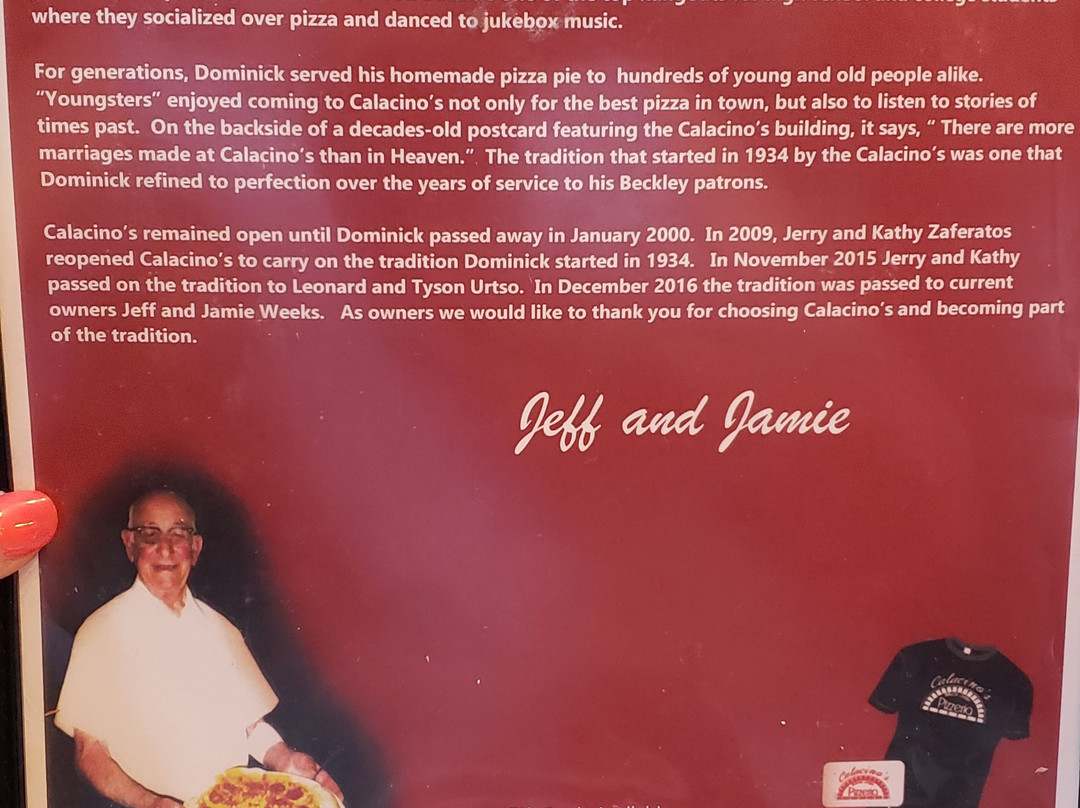 where they socialized over pizza and danced to jukebox music.
For generations, Dominick served his homemade pizza pie to hundreds of young and old people alike.
"Youngsters" enjoyed coming to Calacino's not only for the best pizza in town, but also to listen to stories of
times past. On the backside of a decades-old postcard featuring the Calacino's building, it says, " There are more
marriages made at Calacino's than in Heaven." The tradition that started in 1934 by the Calacino's was one that
Dominick refined to perfection over the years of service to his Beckley patrons.
Calacino's remained open until Dominick passed away in January 2000. In 2009, Jerry and Kathy Zaferatos
reopened Calacino's to carry on the tradition Dominick started in 1934. In November 2015 Jerry and Kathy
passed on the tradition to Leonard and Tyson Urtso. In December 2016 the tradition was passed to current
owners Jeff and Jamie Weeks. As owners we would like to thank you for choosing Calacino's and becoming part
of the tradition.
Jeff and Jamie
Calacino's
Pizzeria
Calacino's
Pizzeria